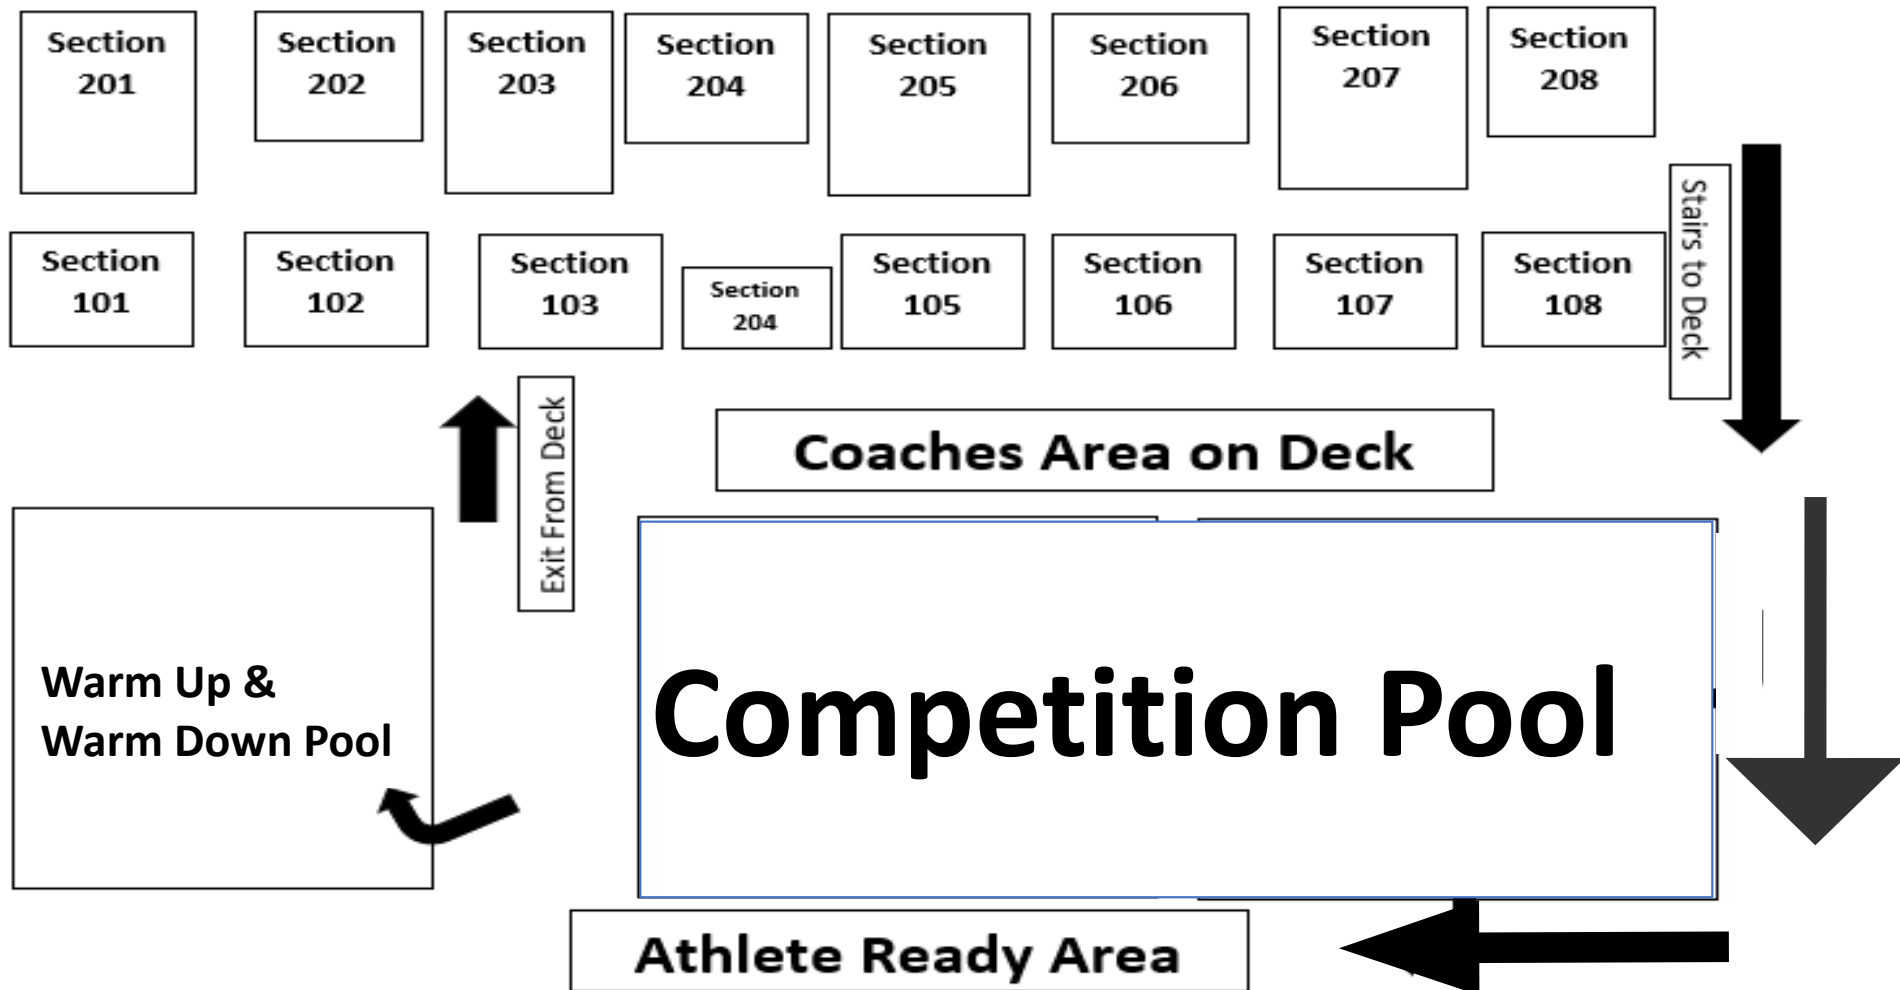 Section
201
Section
202
Section
203
Section
204
Section
205
Section
206
Section
207
Section
208
Section
101
Section
102
Section
103
Section
204
Section
105
Section
106
Section
107
Section
108
Stairs to Deck
Exit From Deck
Coaches Area on Deck
Warm Up &
Warm Down Pool
Competition Pool
Athlete Ready Area